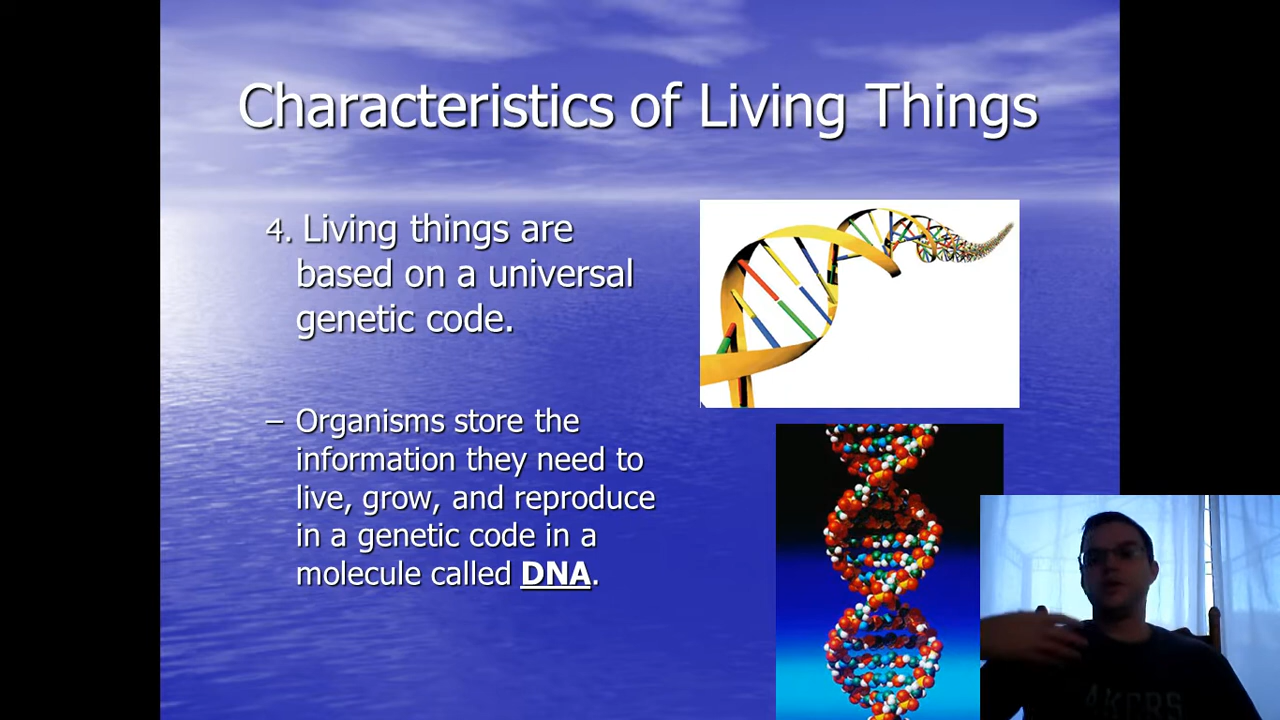 Characteristics of Living Things
4. Living things are
based on a universal
genetic code.
– Organisms store the
information they need to
live, grow, and reproduce
in a genetic code in a
molecule called DNA.